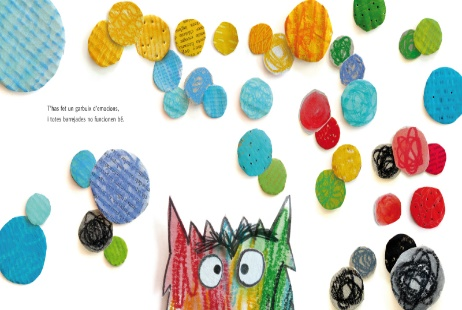 T'has fet un garbuix d'emocions,
i totes barrejades no funcionen bé.